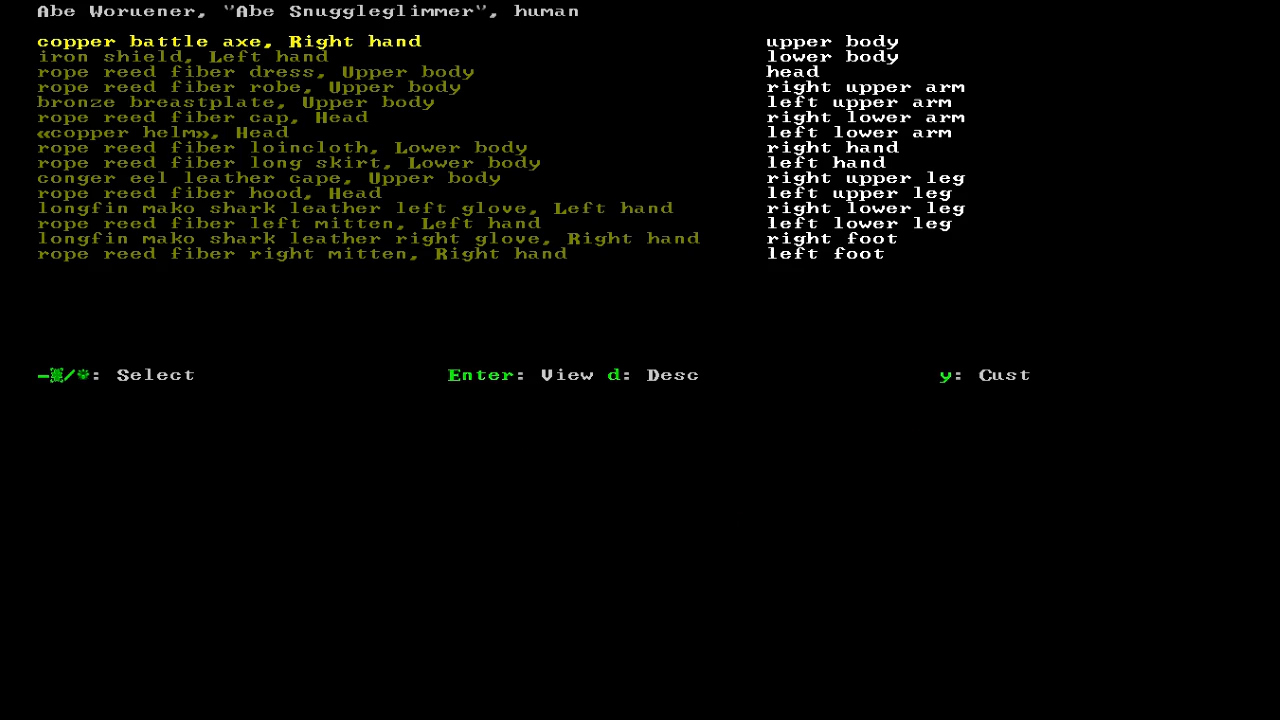 Abe Woruener, "Abe Snuggleglimmer", human
copper battle axe, Right hand
iron shield, Left hand
rope reed fiber dress, Upper body
rope reed fiber robe, Upper body
bronze breastplate, Upper body
rope reed fiber cap, Head
«copper helm», Head
rope reed fiber loincloth, Lower body
rope reed fiber long skirt, Lower body
conger eel leather cape, Upper body
rope reed fiber hood, Head
longfin mako shark leather left glove, Left hand
rope reed fiber left mitten, Left hand
longfin mako shark leather right glove, Right hand
rope reed fiber right mitten, Right hand
upper body
lower body
head
right upper arm
left upper arm
right lower arm
left lower arm
right hand
left hand
right upper leg
left upper leg
right lower leg
left lower leg
right foot
left foot
: Select
Enter: View d: Desc
y: Cust